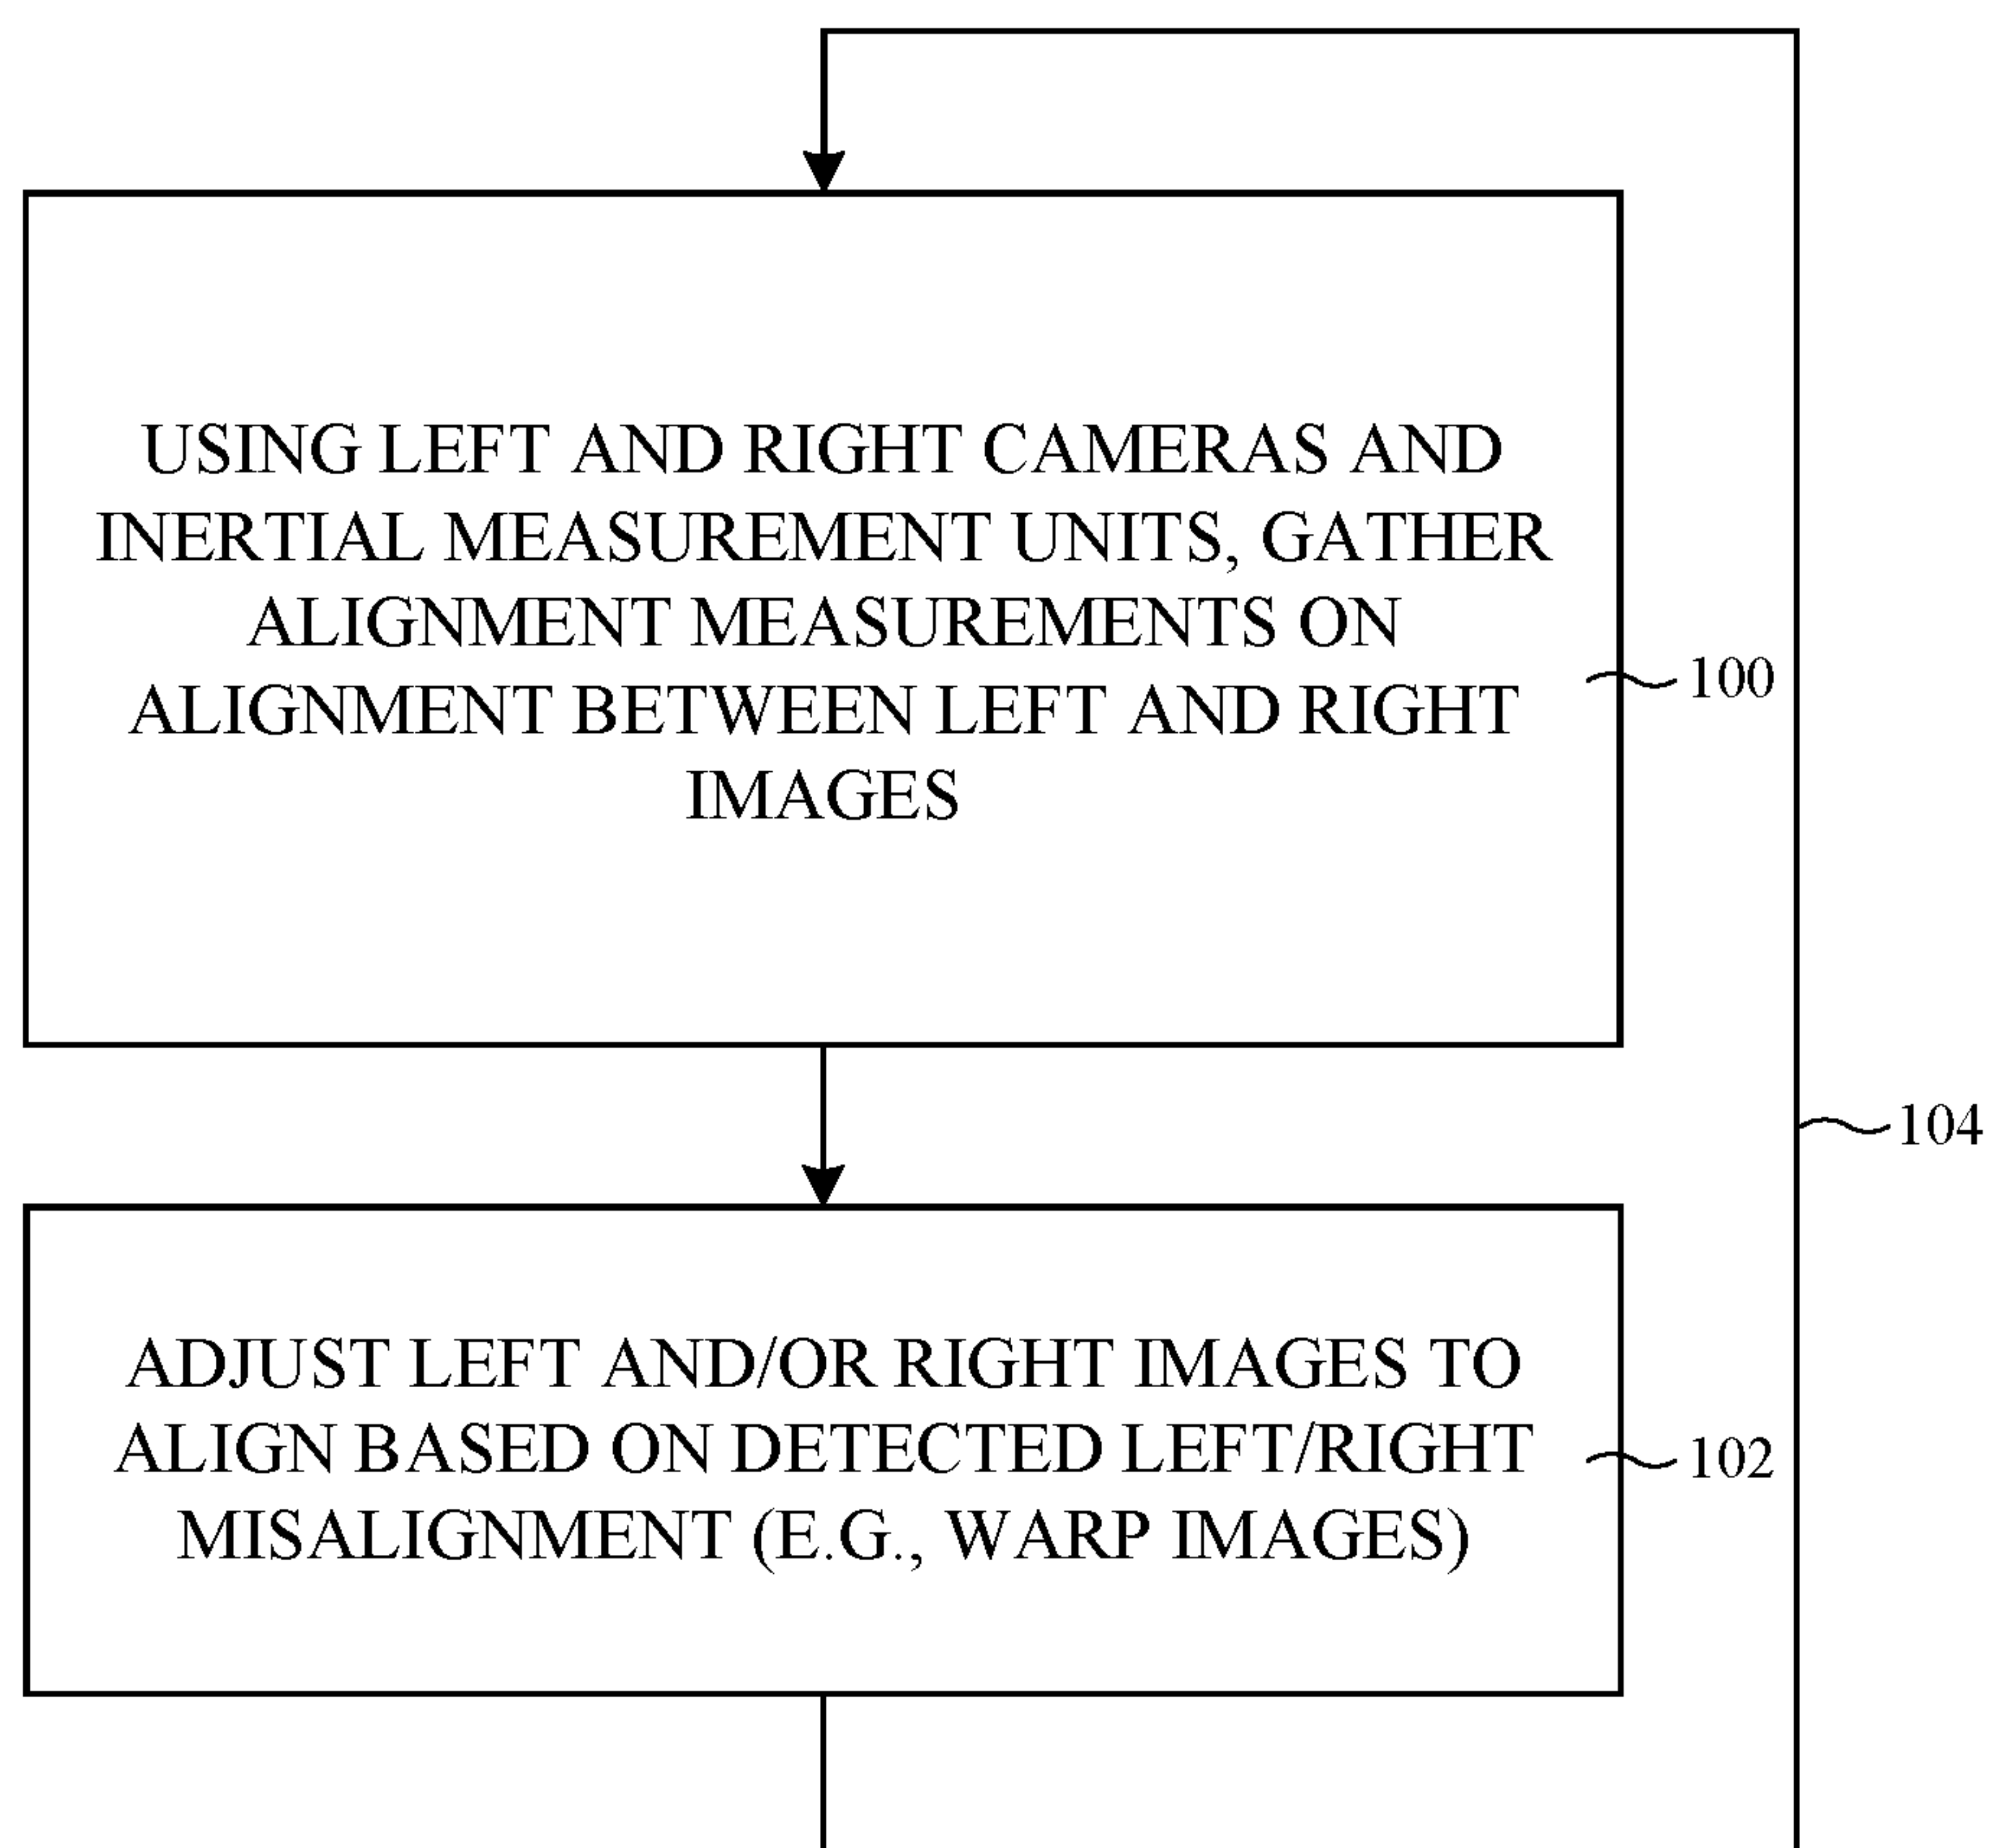 USING LEFT AND RIGHT CAMERAS AND
INERTIAL MEASUREMENT UNITS, GATHER
ALIGNMENT MEASUREMENTS ON
ALIGNMENT BETWEEN LEFT AND RIGHT
IMAGES
100
104
ADJUST LEFT AND/OR RIGHT IMAGES TO
ALIGN BASED ON DETECTED LEFT/RIGHT
MISALIGNMENT (E.G., WARP IMAGES)
102